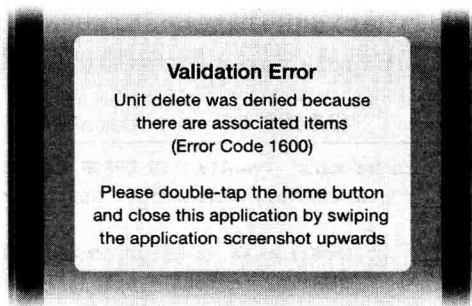 Validation Error
Unit delete was denied because
there are associated items
(Error Code 1600)
Please double-tap the home button
and close this application by swiping
the application screenshot upwards